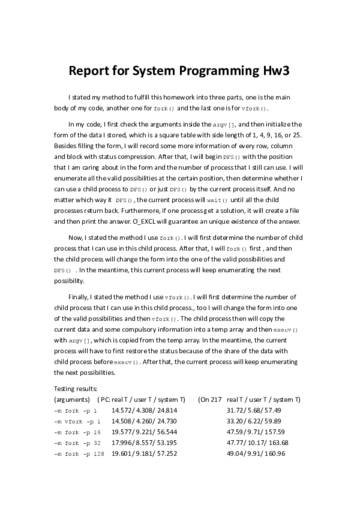 Report for System Programming Hw3
I stated my method to fulfill this homework into three parts, one is the main
body of my code, another one for fork() and the last one is for vfork().
In my code, I first check the arguments inside the argv[], and then initialize the
form of the data I stored, which is a square table with side length of 1, 4, 9, 16, or 25.
Besides filling the form, I will record some more information of every row, column
and block with status compression. After that, I will begin DFS() with the position
that I am caring about in the form and the number of process that I still can use. I will
enumerate all the valid possibilities at the certain position, then determine whether I
can use a child process to DFS() or just DFS() by the current process itself. And no
matter which way it DFS(), the current process will wait() until all the child
processes return back. Furthermore, if one process get a solution, it will create a file
and then print the answer. O_EXCL will guarantee an unique existence of the answer.
Now, I stated the method I use fork(). I will first determine the number of child
process that I can use in this child process. After that, I will fork() first , and then
the child process will change the form into the one of the valid possibilities and
DFS() . In the meantime, this current process will keep enumerating the next
possibility.
Finally, I stated the method I use vfork(). I will first determine the number of
child process that I can use in this child process., too I will change the form into one
of the valid possibilities and then vfork(). The child process then will copy the
current data and some compulsory information into a temp array and then execv()
with argv[], which is copied from the temp array. In the meantime, the current
process will have to first restore the status because of the share of the data with
child process before execv(). After that, the current process will keep enumerating
the next possibilities.
Testing results:
(arguments) ( PC: real T / user T / system T) (On 217 real T / user T / system T)
-m fork -p 1 14.572/ 4.308/ 24.814 31.72/ 5.68/ 57.49
-m vfork -p 1 14.508/ 4.260/ 24.730 33.20/ 6.22/ 59.89
-m fork -p 16 19.577/ 9.221/ 56.544 47.59/ 9.71/ 157.59
-m fork -p 32 17.996/ 8.557/ 53.195 47.77/ 10.17/ 163.68
-m fork -p 128 19.601/ 9.181/ 57.252 49.04/ 9.91/ 160.96